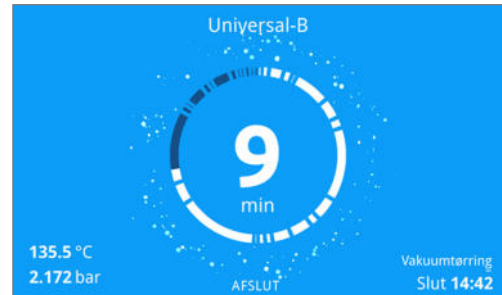 Universal-B
9
min
135.5 °C
2.172 bar
AFSLUT
Vakuumtørring
Slut 14:42